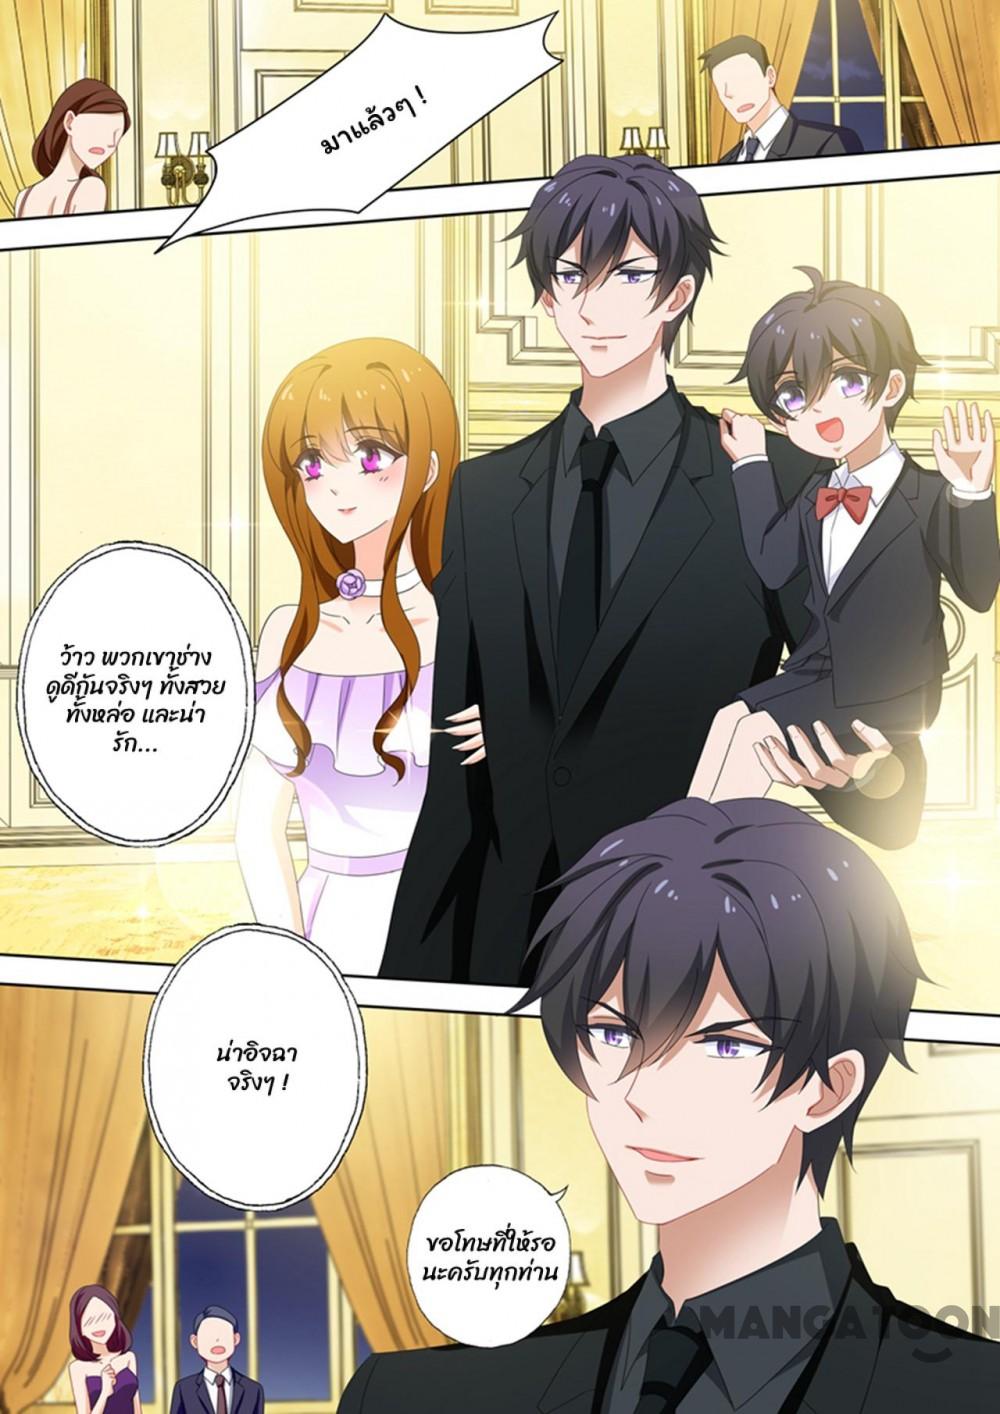 มาแล้วๆ !
ว้าว พวกเขาช่าง
ดูดีกันจริงๆ ทั้งสวย
ทั้งหล่อ และน่า
รัก...
น่าอิจฉา
จริงๆ !
ขอโทษที่ให้รอ
นะครับทุกท่าน
MANGATOON